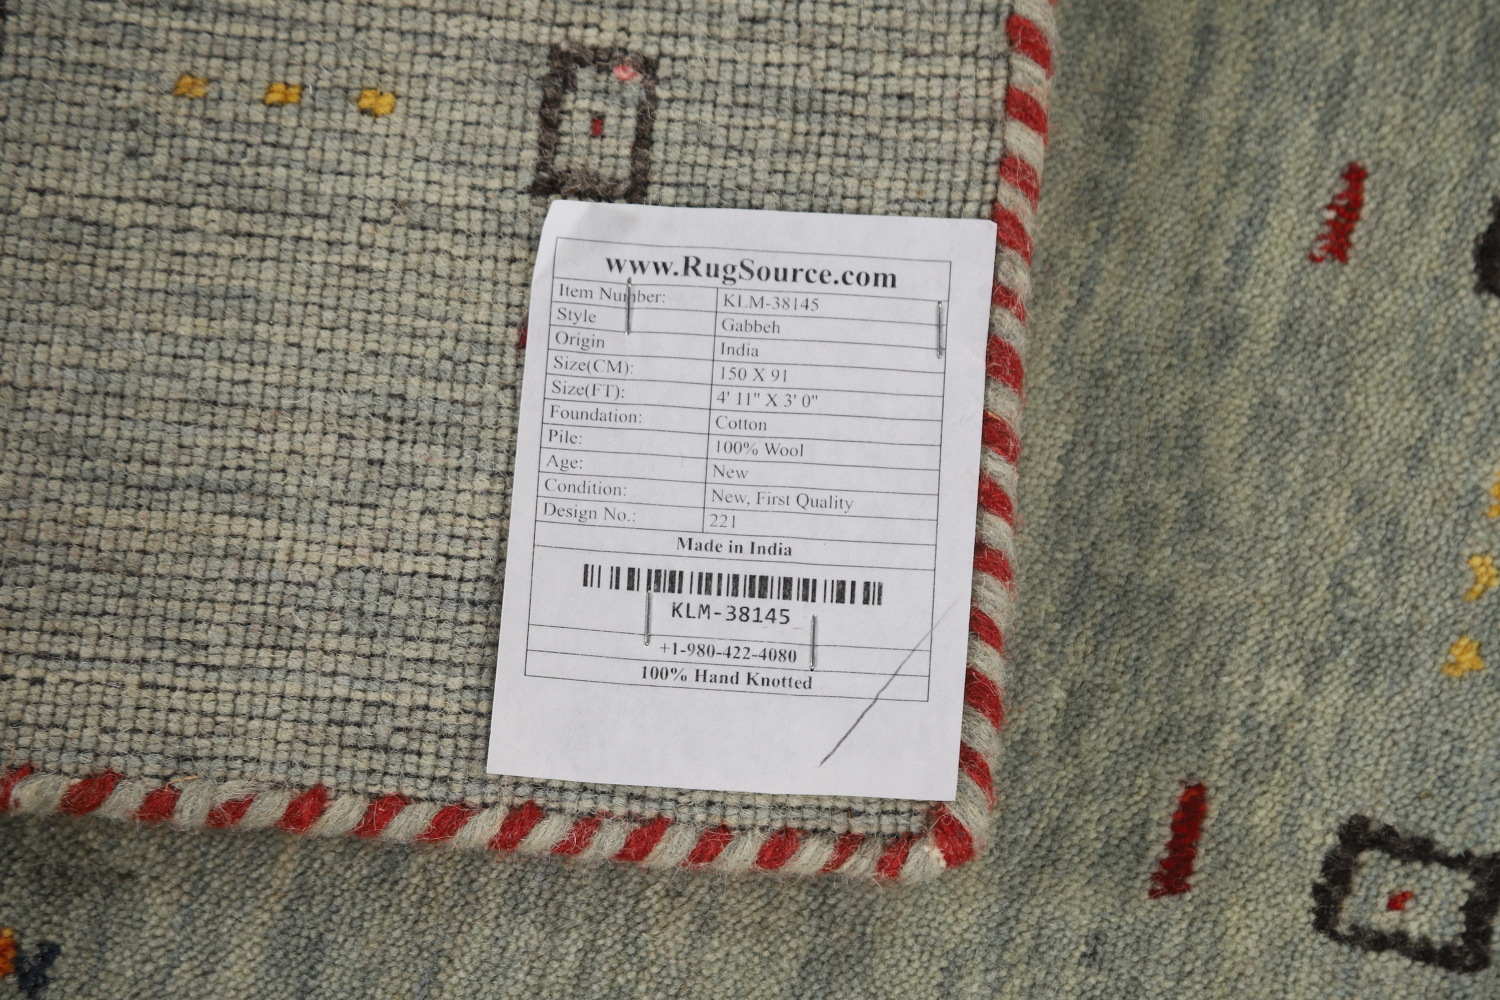 www.RugSource.com
Item Number: KLM-38145
Style Gabbeh
Origin India
Size(CM): 150 X 91
Size(FT): 4' 11" X 3' 0"
Foundation: Cotton
Pile: 100% Wool
Age: New
Condition: New, First Quality
Design No.: 221
Made in India
KLM-38145
+1-980-422-4080
100% Hand Knotted